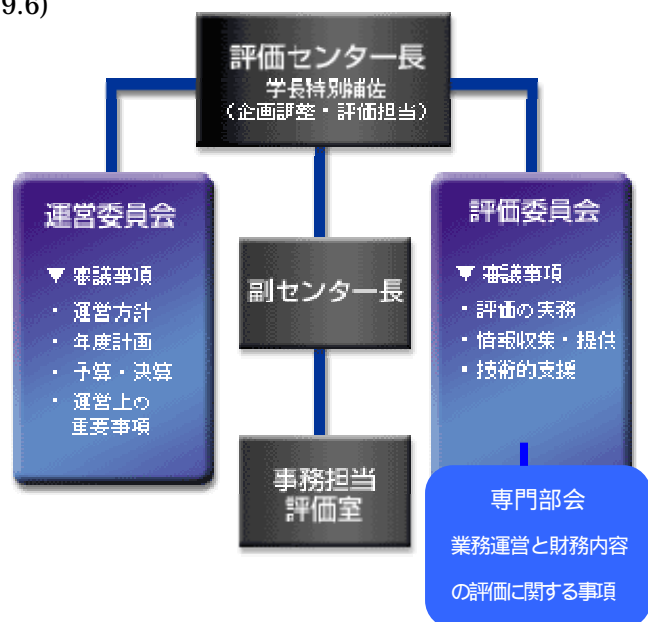 9.6)
評価センター長
学長特別補佐
（企画調整・評価担当）
運営委員会
▼ 審議事項
・ 運営方針
・ 年度計画
・ 予算・決算
・ 運営上の
重要事項
副センター長
事務担当
評価室
評価委員会
▼ 審議事項
・評価の実務
・情報収集・提供
・技術的支援
専門部会
業務運営と財務内容
の評価に関する事項